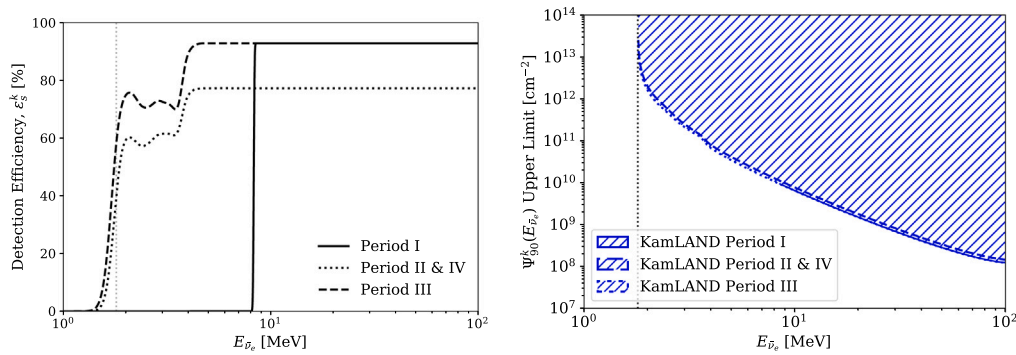 100
80
60
40
20
0
Detection Efficiency, ε_s^k [%]
Period I
Period II & IV
Period III
10^0
10^1
10^2
E_ν̄e [MeV]
10^14
10^13
10^12
10^11
10^10
10^9
10^8
10^7
Ψ_90^k(E_ν̄e) Upper Limit [cm^−2]
KamLAND Period I
KamLAND Period II & IV
KamLAND Period III
10^0
10^1
10^2
E_ν̄e [MeV]